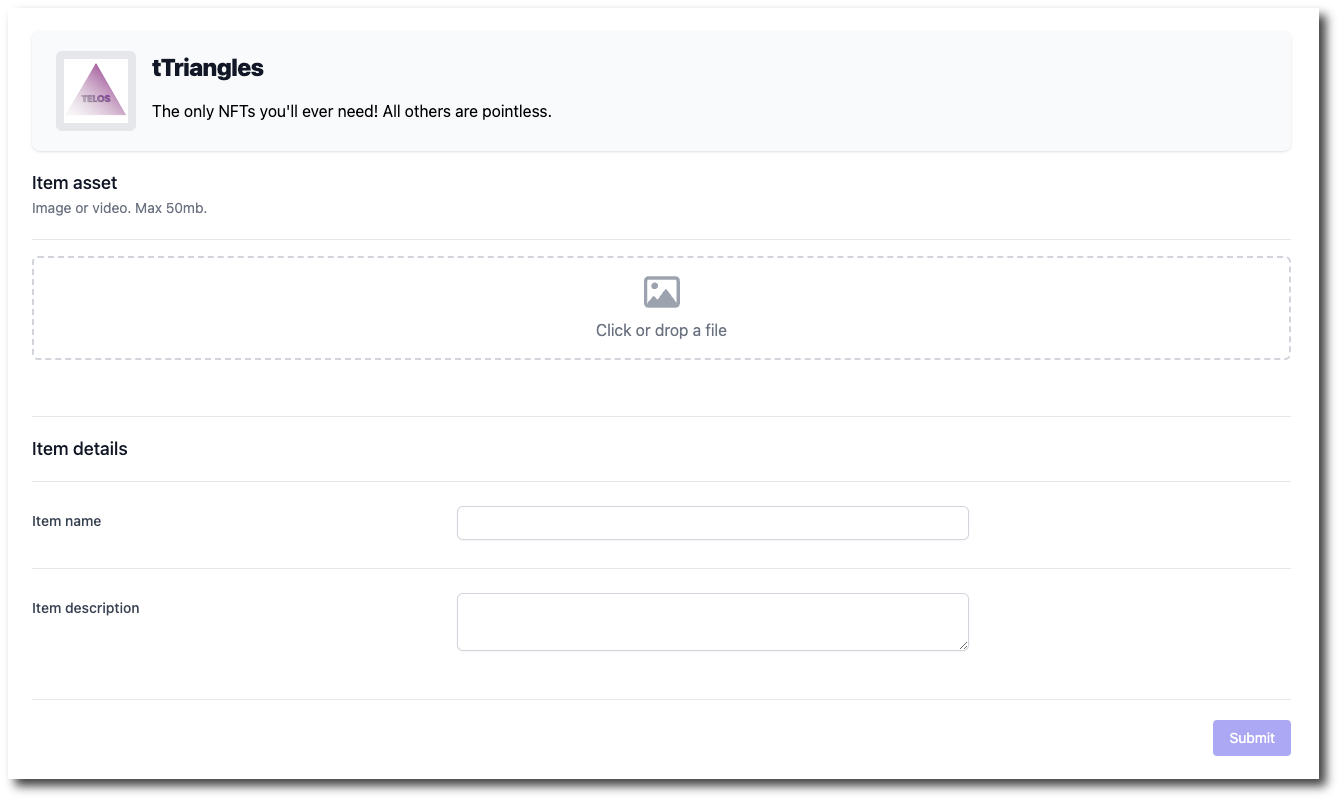 tTriangles
TELOS
The only NFTs you'll ever need! All others are pointless.
Item asset
Image or video. Max 50mb.
Click or drop a file
Item details
Item name
Item description
Submit